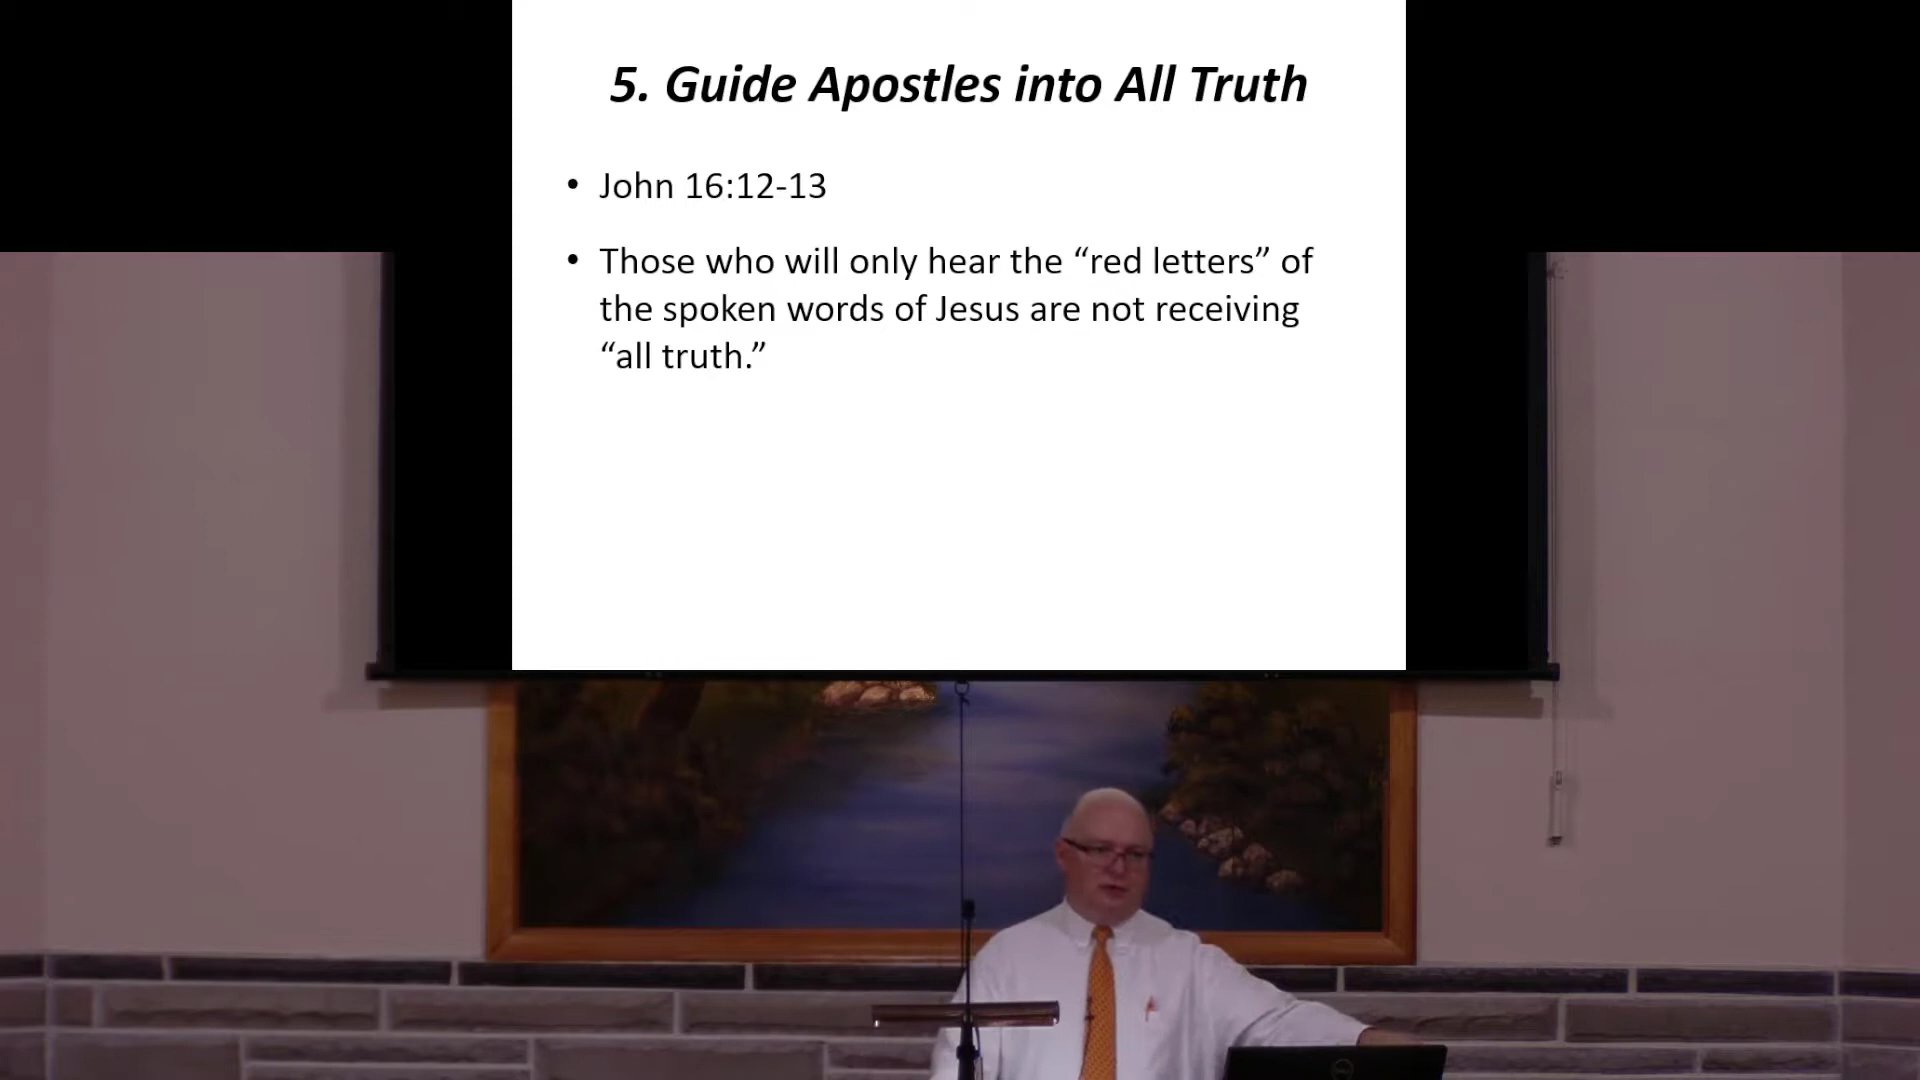 5. Guide Apostles into All Truth
• John 16:12-13
• Those who will only hear the “red letters” of
the spoken words of Jesus are not receiving
“all truth.”